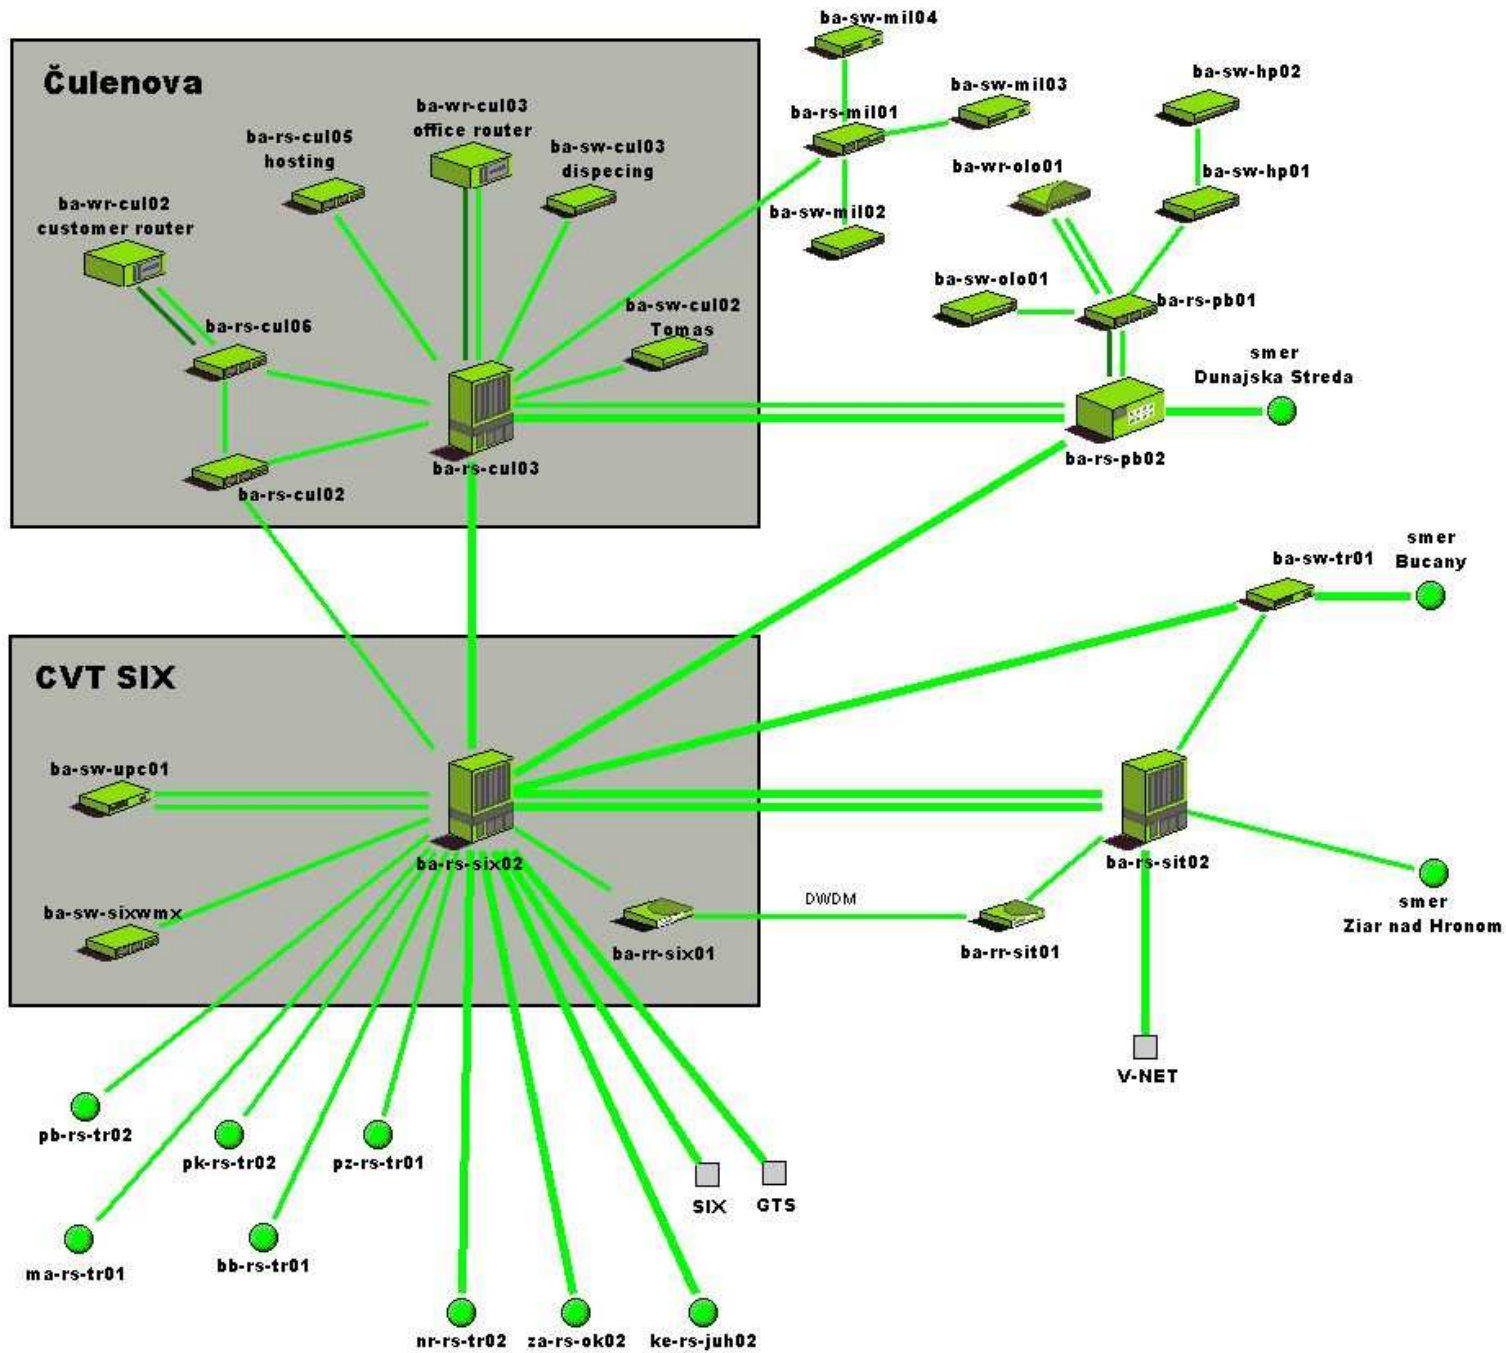 ba-sw-mil04
Čulenova
ba-wr-cul03
office router
ba-rs-cul05
hosting
ba-sw-cul03
dispecing
ba-wr-cul02
customer router
ba-rs-cul06
ba-sw-cul02
Tomas
ba-rs-cul03
ba-rs-cul02
ba-rs-mil01
ba-sw-mil03
ba-sw-mil02
ba-sw-hp02
ba-wr-olo01
ba-sw-hp01
ba-sw-olo01
ba-rs-pb01
smer
Dunajska Streda
ba-rs-pb02
ba-sw-tr01
smer
Bucany
CVT SIX
ba-sw-upc01
ba-rs-six02
ba-sw-sixwmx
ba-rr-six01
DWDM
ba-rr-sit01
ba-rs-sit02
smer
Ziar nad Hronom
V-NET
pb-rs-tr02
pk-rs-tr02
pz-rs-tr01
SIX
GTS
ma-rs-tr01
bb-rs-tr01
nr-rs-tr02
za-rs-ok02
ke-rs-juh02